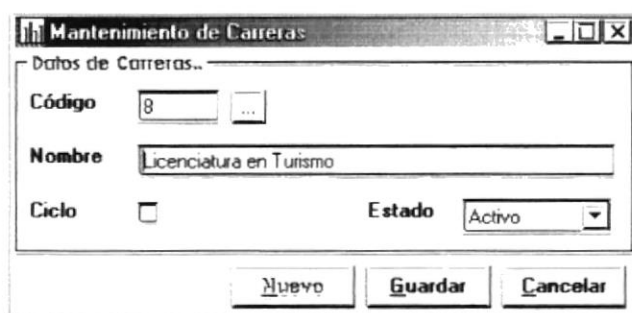 Mantenimiento de Carreras
Datos de Carreras..
Código 8 ...
Nombre Licenciatura en Turismo
Ciclo Estado Activo
Nuevo Guardar Cancelar